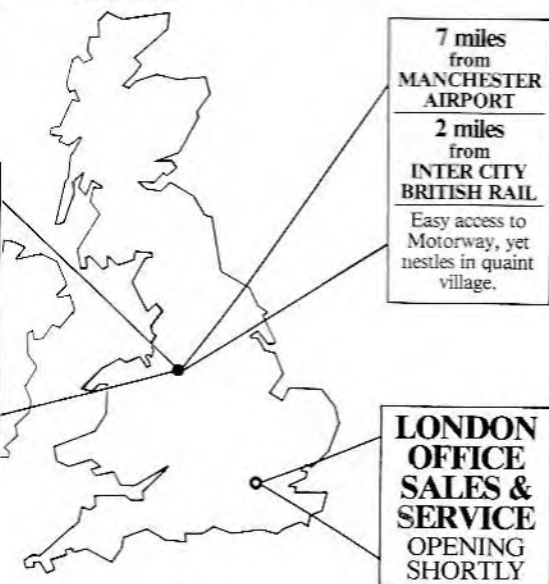 7 miles
from
MANCHESTER
AIRPORT
2 miles
from
INTER CITY
BRITISH RAIL
Easy access to
Motorway, yet
nestles in quaint
village.
LONDON
OFFICE
SALES &
SERVICE
OPENING
SHORTLY